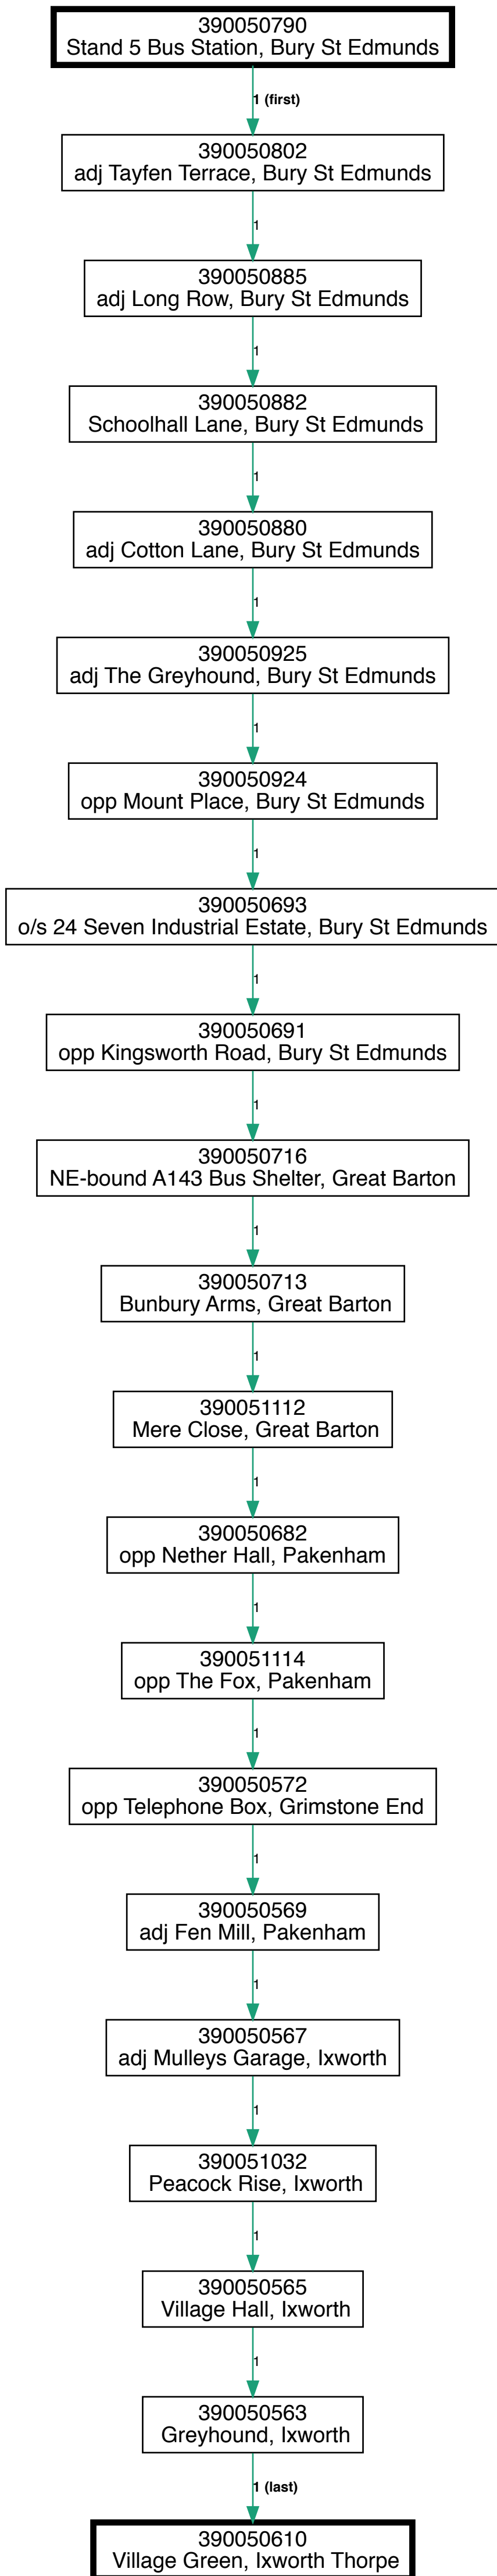 390050790
Stand 5 Bus Station, Bury St Edmunds
1 (first)
390050802
adj Tayfen Terrace, Bury St Edmunds
1
390050885
adj Long Row, Bury St Edmunds
1
390050882
Schoolhall Lane, Bury St Edmunds
1
390050880
adj Cotton Lane, Bury St Edmunds
1
390050925
adj The Greyhound, Bury St Edmunds
1
390050924
opp Mount Place, Bury St Edmunds
1
390050693
o/s 24 Seven Industrial Estate, Bury St Edmunds
1
390050691
opp Kingsworth Road, Bury St Edmunds
1
390050716
NE-bound A143 Bus Shelter, Great Barton
1
390050713
Bunbury Arms, Great Barton
1
390051112
Mere Close, Great Barton
1
390050682
opp Nether Hall, Pakenham
1
390051114
opp The Fox, Pakenham
1
390050572
opp Telephone Box, Grimstone End
1
390050569
adj Fen Mill, Pakenham
1
390050567
adj Mulleys Garage, Ixworth
1
390051032
Peacock Rise, Ixworth
1
390050565
Village Hall, Ixworth
1
390050563
Greyhound, Ixworth
1 (last)
390050610
Village Green, Ixworth Thorpe